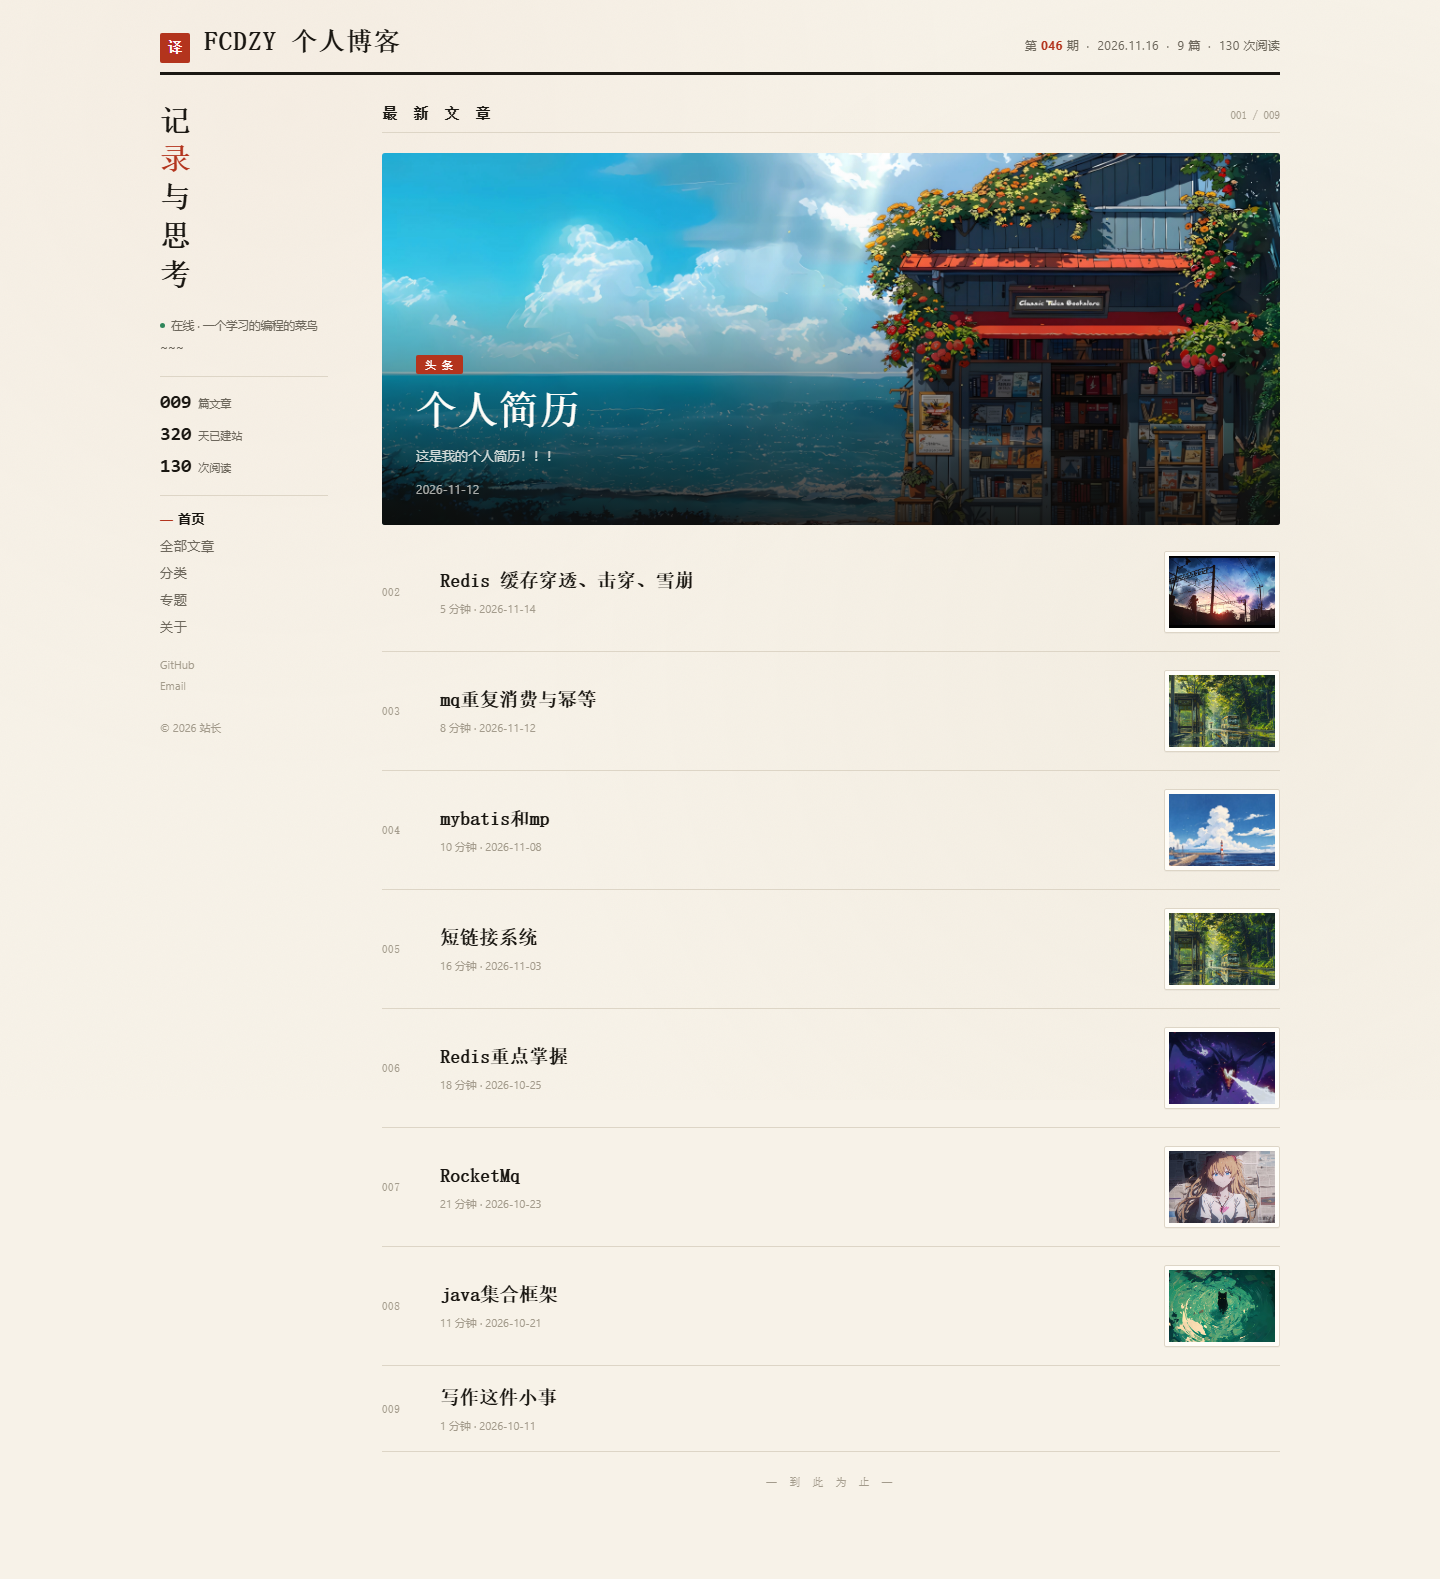 译 FCDZY 个人博客
第 046 期 · 2026.11.16 · 9 篇 · 130 次阅读
记
录
与
思
考
在线 · 一个学习的编程的菜鸟
~~~
009 篇文章
320 天已建站
130 次阅读
— 首页
全部文章
分类
专题
关于
GitHub
Email
© 2026 站长
最新文章
001 / 009
Classic Tales Bookstore
头条
个人简历
这是我的个人简历！！！
2026-11-12
002
Redis 缓存穿透、击穿、雪崩
5 分钟 · 2026-11-14
003
mq重复消费与幂等
8 分钟 · 2026-11-12
004
mybatis和mp
10 分钟 · 2026-11-08
005
短链接系统
16 分钟 · 2026-11-03
006
Redis重点掌握
18 分钟 · 2026-10-25
007
RocketMq
21 分钟 · 2026-10-23
008
java集合框架
11 分钟 · 2026-10-21
009
写作这件小事
1 分钟 · 2026-10-11
— 到此为止 —